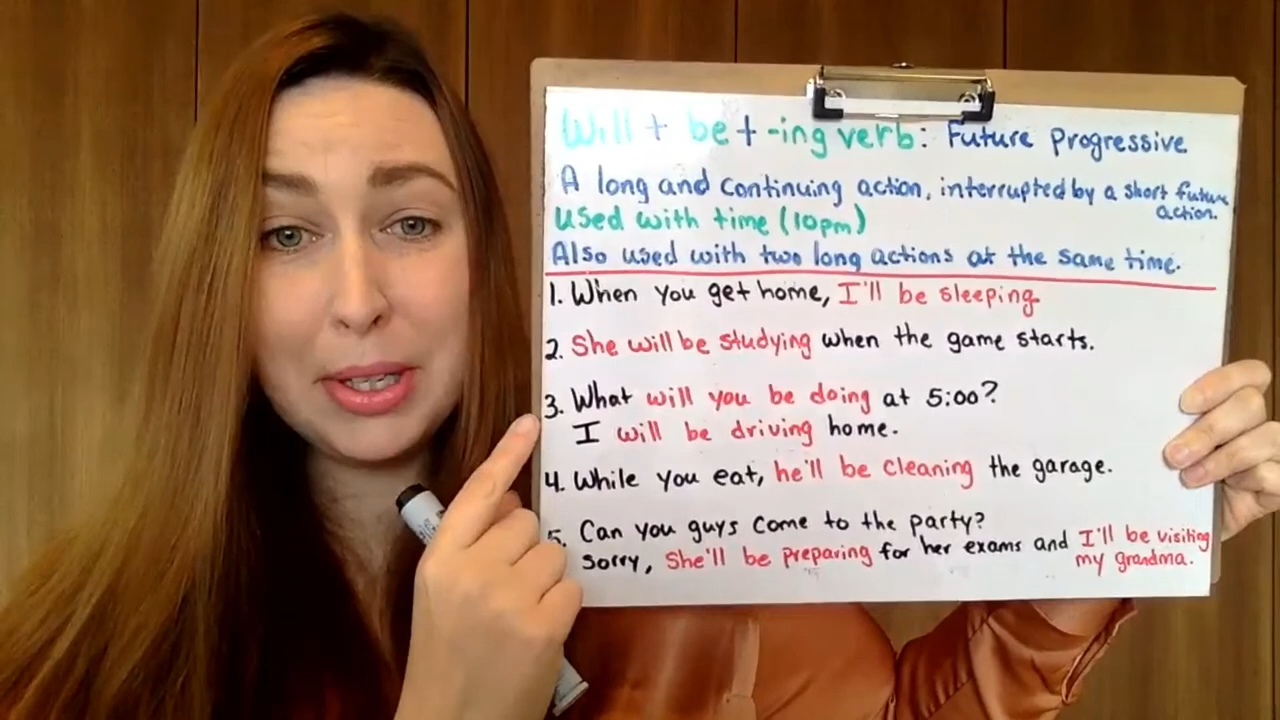 Will + be + -ing verb: Future Progressive
A long and continuing action, interrupted by a short future
action.
Used with time (10pm)
Also used with two long actions at the same time.
1. When you get home, I'll be sleeping
2. She will be studying when the game starts.
3. What will you be doing at 5:00?
I will be driving home.
4. While you eat, he'll be cleaning the garage.
5. Can you guys come to the party?
Sorry, She'll be preparing for her exams and I'll be visiting
my grandma.